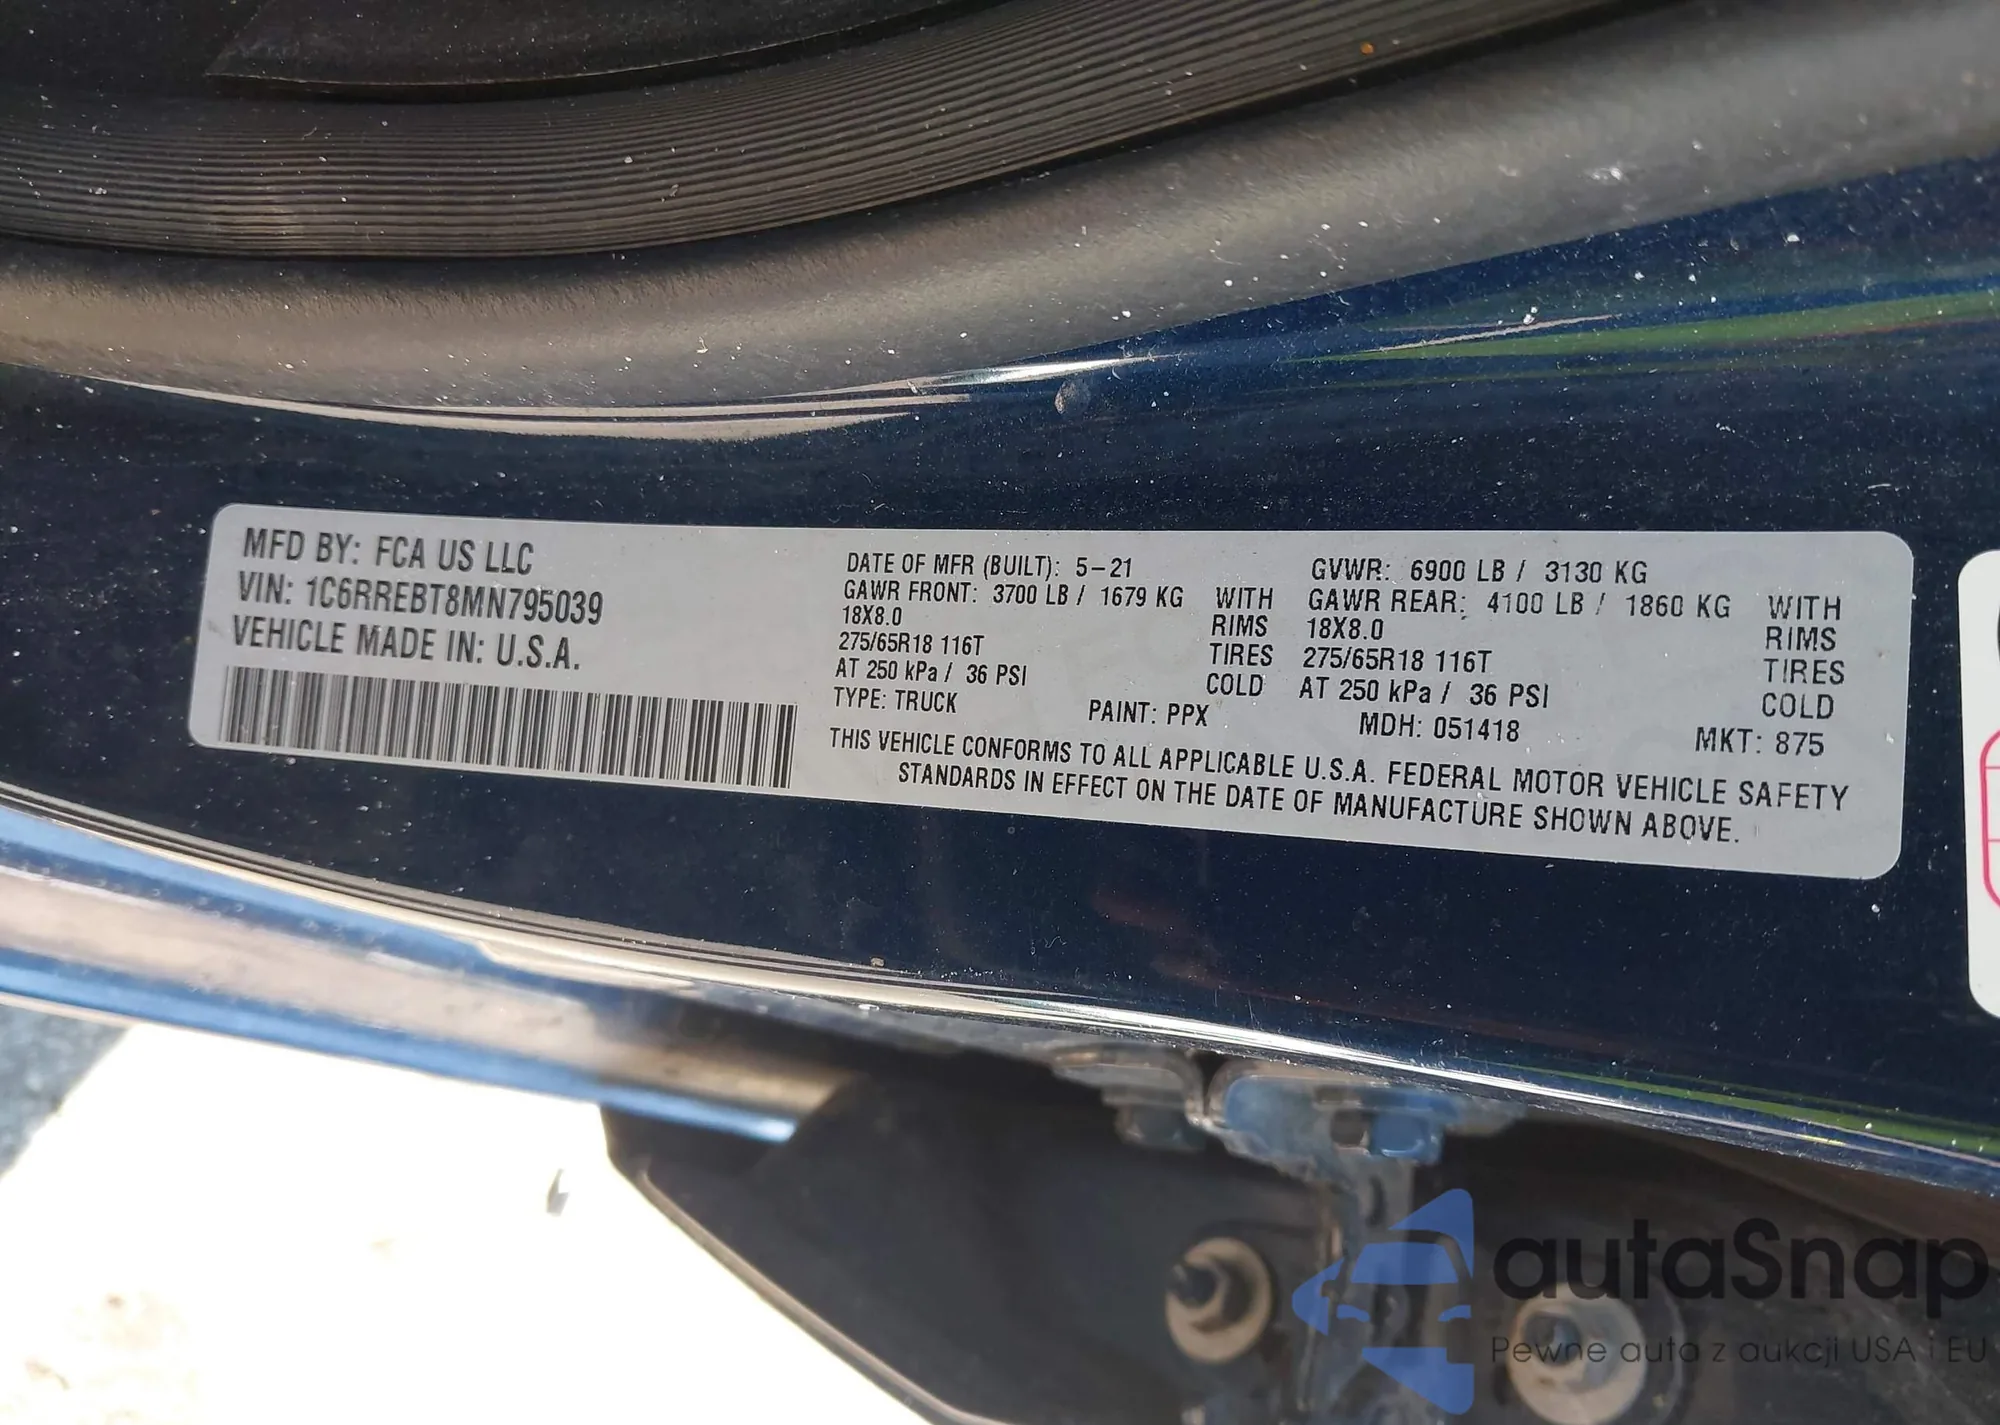 MFD BY: FCA US LLC
VIN: 1C6RREBT8MN795039
VEHICLE MADE IN: U.S.A.
DATE OF MFR (BUILT): 5-21 GVWR: 6900 LB / 3130 KG
GAWR FRONT: 3700 LB / 1679 KG WITH GAWR REAR: 4100 LB / 1860 KG WITH
18X8.0 RIMS 18X8.0 RIMS
275/65R18 116T TIRES 275/65R18 116T TIRES
AT 250 kPa / 36 PSI COLD AT 250 kPa / 36 PSI COLD
TYPE: TRUCK PAINT: PPX MDH: 051418 MKT: 875
THIS VEHICLE CONFORMS TO ALL APPLICABLE U.S.A. FEDERAL MOTOR VEHICLE SAFETY
STANDARDS IN EFFECT ON THE DATE OF MANUFACTURE SHOWN ABOVE.
autaSnap
Pewne auta z aukcji USA i EU